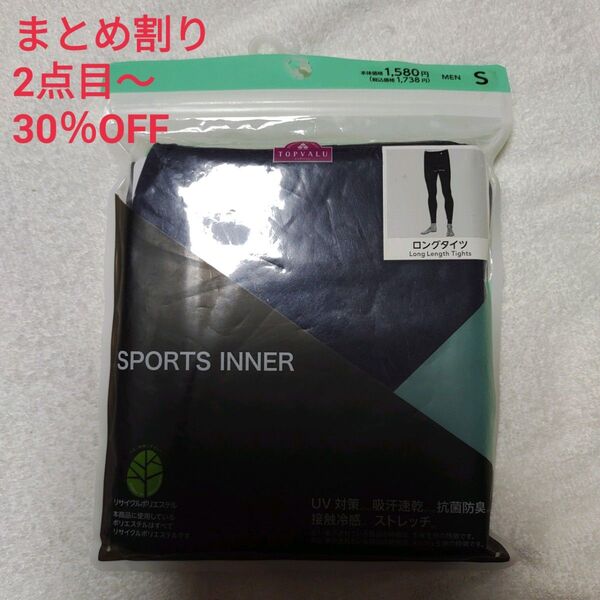 まとめ割り
2点目～
30%OFF
本体価格 1,580円
(税込価格 1,738円)
MEN S
TOPVALU
ロングタイツ
Long Length Tights
SPORTS INNER
リサイクルポリエステル
本商品に使用している
ポリエステルはすべて
リサイクルポリエステルです
UV対策 吸汗速乾 抗菌防臭
接触冷感 ストレッチ